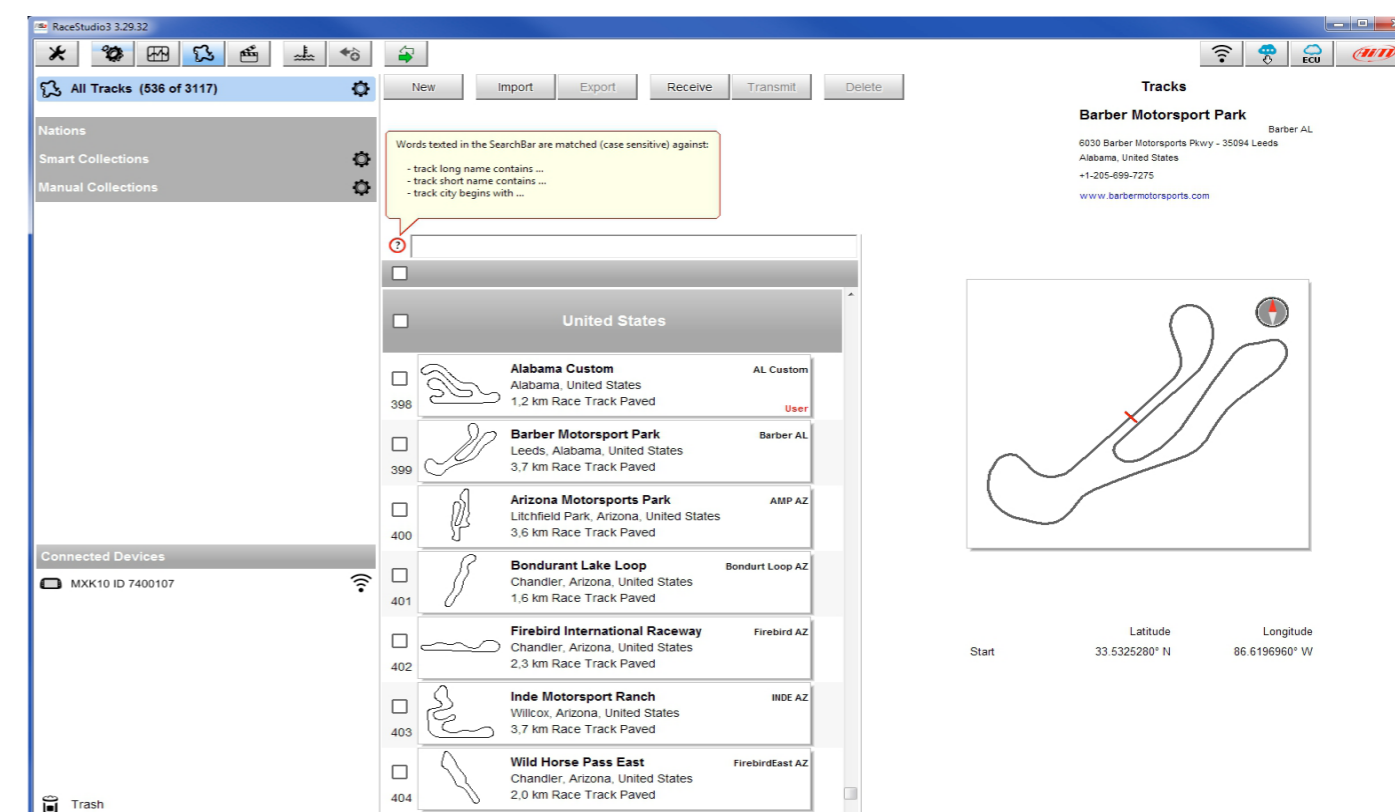 RaceStudio3 3.29.32
ECU
AiM
All Tracks (536 of 3117)
Nations
Smart Collections
Manual Collections
Connected Devices
MXK10 ID 7400107
Trash
New Import Export Receive Transmit Delete
Words texted in the SearchBar are matched (case sensitive) against:
- track long name contains ...
- track short name contains ...
- track city begins with ...
?
United States
Alabama Custom AL Custom
Alabama, United States
1,2 km Race Track Paved
User
398
Barber Motorsport Park Barber AL
Leeds, Alabama, United States
3,7 km Race Track Paved
399
Arizona Motorsports Park AMP AZ
Litchfield Park, Arizona, United States
3,6 km Race Track Paved
400
Bondurant Lake Loop Bondurt Loop AZ
Chandler, Arizona, United States
1,6 km Race Track Paved
401
Firebird International Raceway Firebird AZ
Chandler, Arizona, United States
2,3 km Race Track Paved
402
Inde Motorsport Ranch INDE AZ
Willcox, Arizona, United States
3,7 km Race Track Paved
403
Wild Horse Pass East FirebirdEast AZ
Chandler, Arizona, United States
2,0 km Race Track Paved
404
Tracks
Barber Motorsport Park
Barber AL
6030 Barber Motorsports Pkwy - 35094 Leeds
Alabama, United States
+1-205-699-7275
www.barbermotorsports.com
Latitude Longitude
Start 33.5325280° N 86.6196960° W